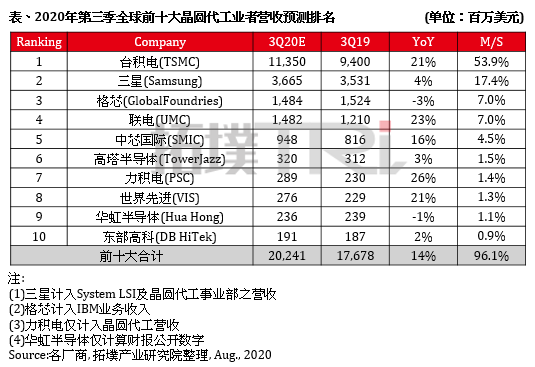 表、2020年第三季全球前十大晶圆代工业者营收预测排名 (单位：百万美元)
Ranking Company 3Q20E 3Q19 YoY M/S
1 台积电(TSMC) 11,350 9,400 21% 53.9%
2 三星(Samsung) 3,665 3,531 4% 17.4%
3 格芯(GlobalFoundries) 1,484 1,524 -3% 7.0%
4 联电(UMC) 1,482 1,210 23% 7.0%
5 中芯国际(SMIC) 948 816 16% 4.5%
6 高塔半导体(TowerJazz) 320 312 3% 1.5%
7 力积电(PSC) 289 230 26% 1.4%
8 世界先进(VIS) 276 229 21% 1.3%
9 华虹半导体(Hua Hong) 236 239 -1% 1.1%
10 东部高科(DB HiTek) 191 187 2% 0.9%
前十大合计 20,241 17,678 14% 96.1%
拓墣 TRi
注：
(1)三星计入System LSI及晶圆代工事业部之营收
(2)格芯计入IBM业务收入
(3)力积电仅计入晶圆代工营收
(4)华虹半导体仅计算财报公开数字
Source:各厂商, 拓墣产业研究院整理, Aug., 2020